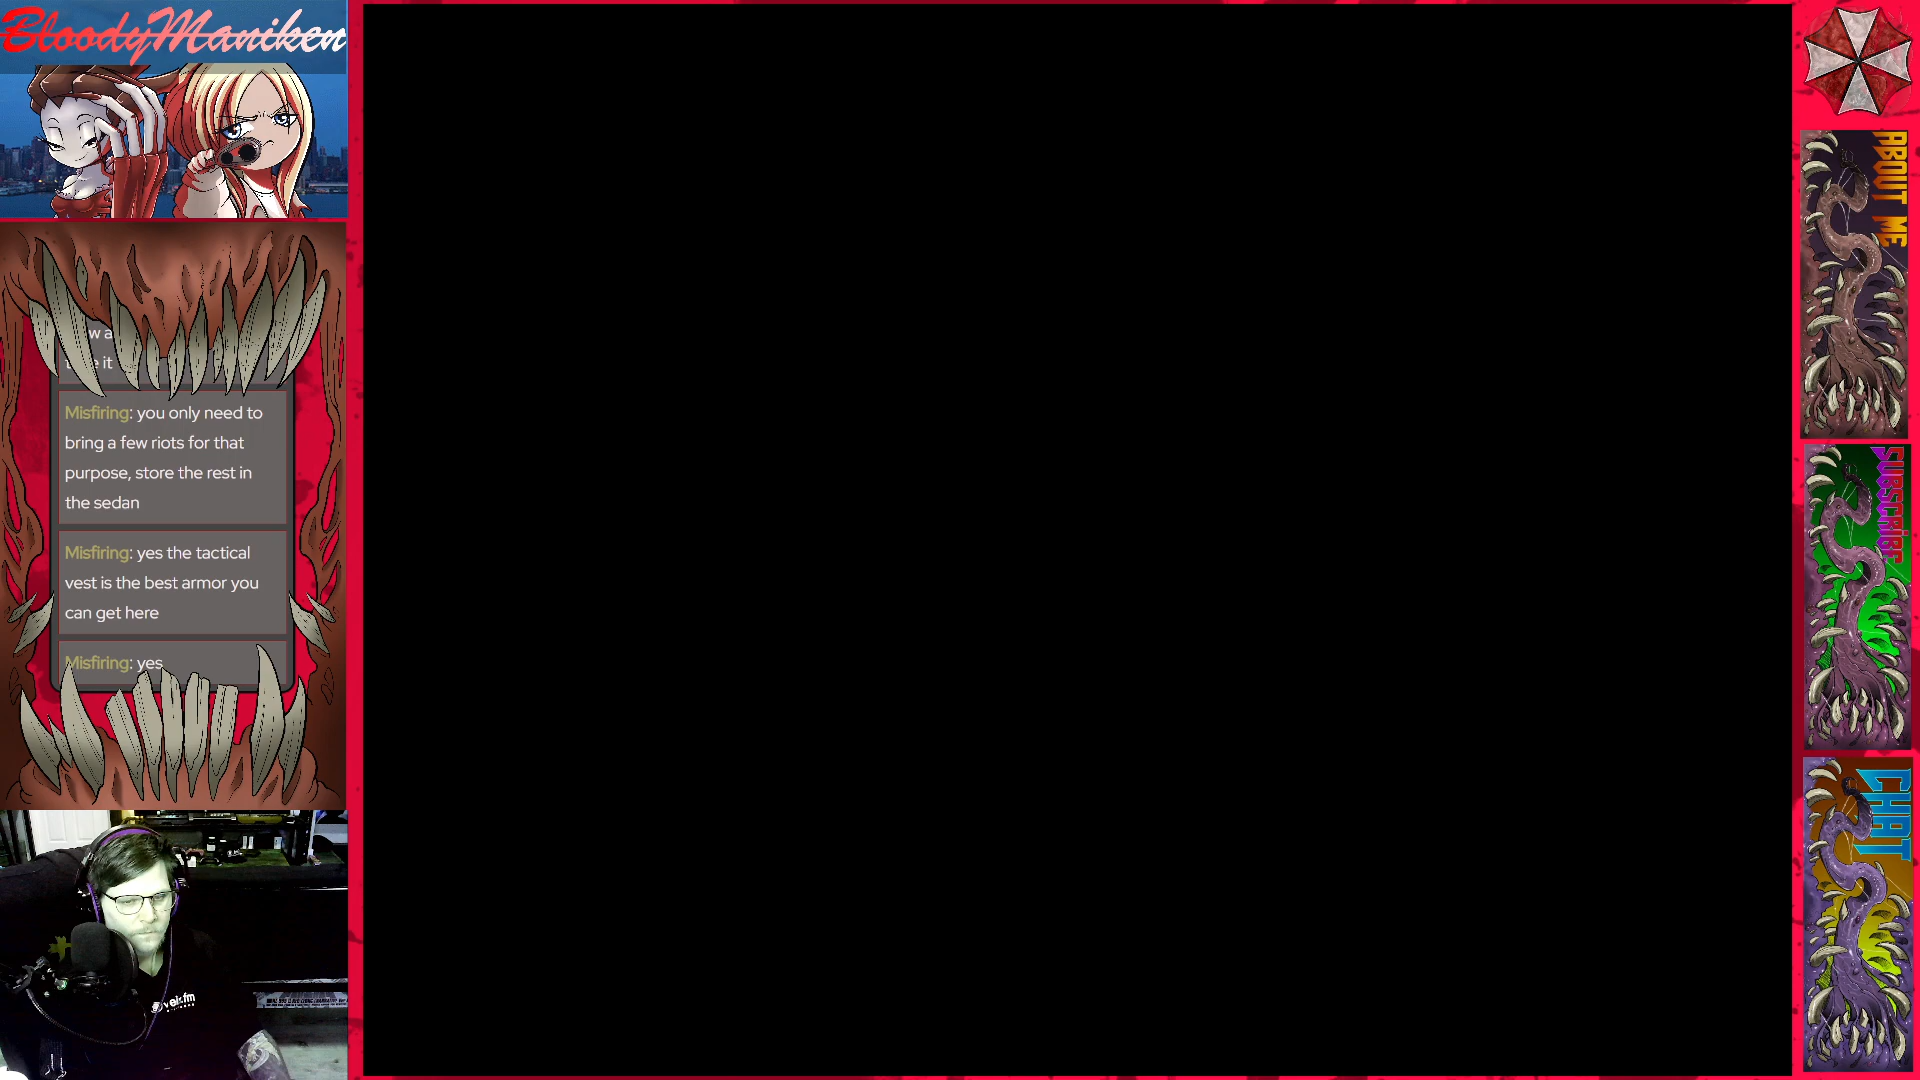 BloodyManiken
w a
it
Misfiring: you only need to
bring a few riots for that
purpose, store the rest in
the sedan
Misfiring: yes the tactical
vest is the best armor you
can get here
Misfiring: yes
ABOUT ME
SUBSCRIBE
CHAT